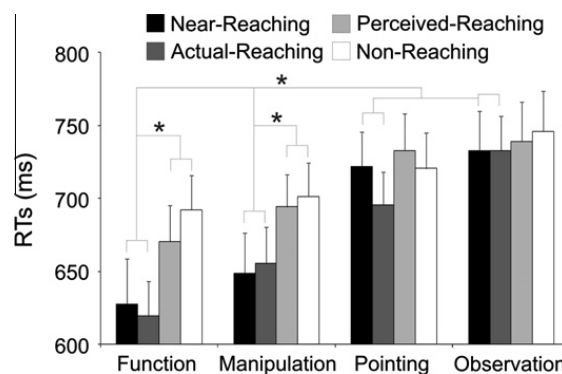 Near-Reaching Perceived-Reaching
Actual-Reaching Non-Reaching
800
750
700
650
600
RTs (ms)
*
*
*
Function Manipulation Pointing Observation